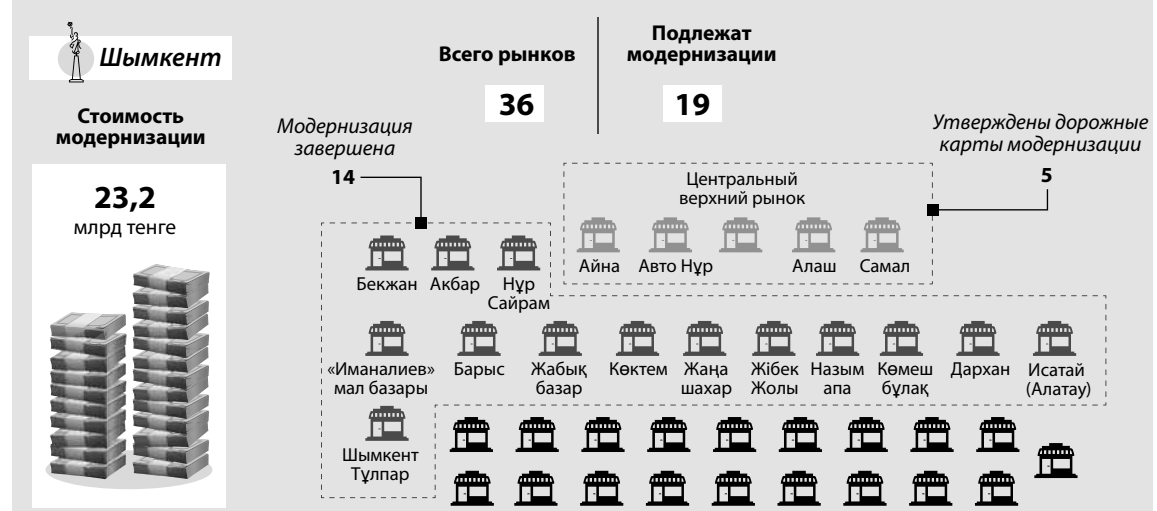 Шымкент
Стоимость
модернизации
23,2
млрд тенге
Всего рынков
36
Подлежат
модернизации
19
Модернизация
завершена
14
Утверждены дорожные
карты модернизации
5
Центральный
верхний рынок
Айна
Авто Нұр
Алаш
Самал
Бекжан
Акбар
Нұр
Сайрам
«Иманалиев»
мал базары
Барыс
Жабық
базар
Көктем
Жаңа
шахар
Жібек
Жолы
Назым
апа
Көмеш
бұлақ
Дархан
Исатай
(Алатау)
Шымкент
Тұлпар